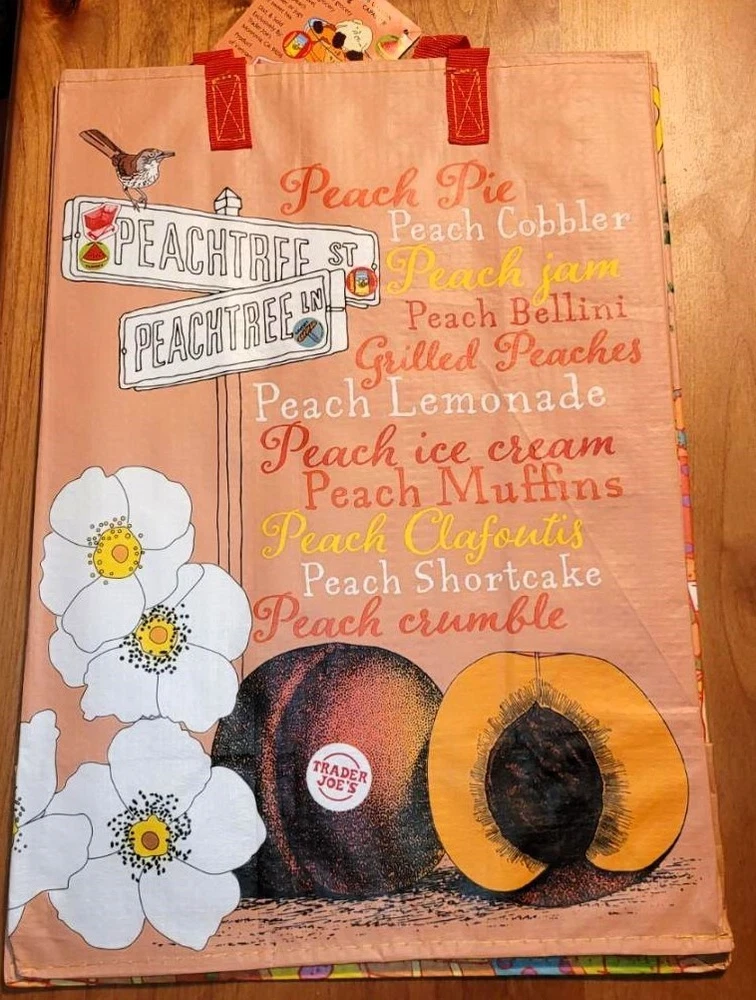 PEACHTREE ST
PEACHTREE LN
Peach Pie
Peach Cobbler
Peach jam
Peach Bellini
Grilled Peaches
Peach Lemonade
Peach ice cream
Peach Muffins
Peach Clafoutis
Peach Shortcake
Peach crumble
TRADER
JOE'S